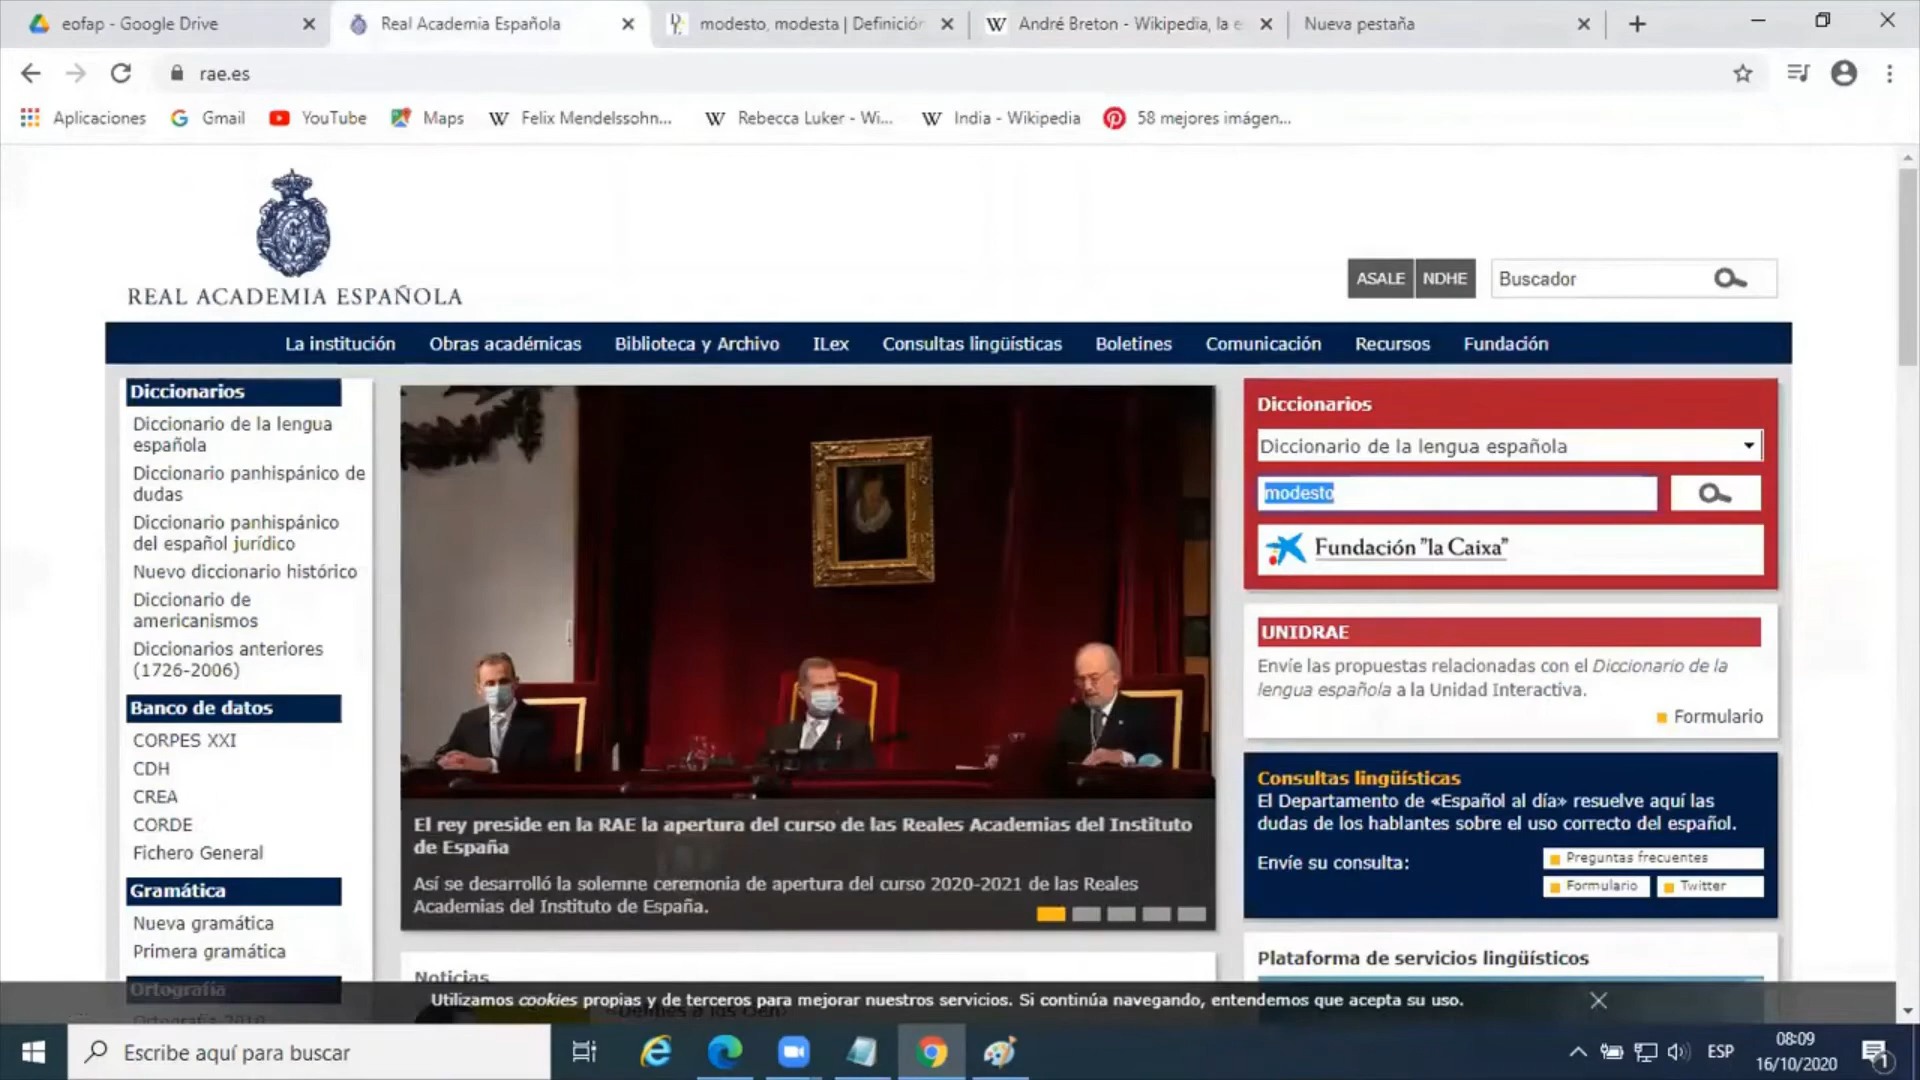 eofap - Google Drive
Real Academia Española
modesto, modesta | Definición
André Breton - Wikipedia, la e
Nueva pestaña
rae.es
Aplicaciones
Gmail
YouTube
Maps
Felix Mendelssohn...
Rebecca Luker - Wi...
India - Wikipedia
58 mejores imágen...
REAL ACADEMIA ESPAÑOLA
ASALE
NDHE
Buscador
La institución
Obras académicas
Biblioteca y Archivo
ILex
Consultas lingüísticas
Boletines
Comunicación
Recursos
Fundación
Diccionarios
Diccionario de la lengua
española
Diccionario panhispánico de
dudas
Diccionario panhispánico
del español jurídico
Nuevo diccionario histórico
Diccionario de
americanismos
Diccionarios anteriores
(1726-2006)
Banco de datos
CORPES XXI
CDH
CREA
CORDE
Fichero General
Gramática
Nueva gramática
Primera gramática
Ortografía
Ortografía 2010
El rey preside en la RAE la apertura del curso de las Reales Academias del Instituto
de España
Así se desarrolló la solemne ceremonia de apertura del curso 2020-2021 de las Reales
Academias del Instituto de España.
Noticias
Diccionarios
Diccionario de la lengua española
modesto
Fundación "la Caixa"
UNIDRAE
Envíe las propuestas relacionadas con el Diccionario de la
lengua española a la Unidad Interactiva.
Formulario
Consultas lingüísticas
El Departamento de «Español al día» resuelve aquí las
dudas de los hablantes sobre el uso correcto del español.
Envíe su consulta:
Preguntas frecuentes
Formulario
Twitter
Plataforma de servicios lingüísticos
Utilizamos cookies propias y de terceros para mejorar nuestros servicios. Si continúa navegando, entendemos que acepta su uso.
Escribe aquí para buscar
ESP
08:09
16/10/2020
1